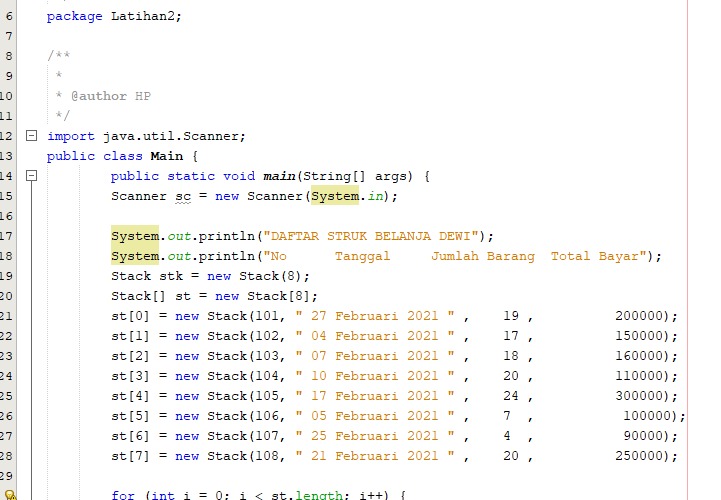 6 package Latihan2;
7
8 /**
9 *
10 * @author HP
11 */
12 import java.util.Scanner;
13 public class Main {
14 public static void main(String[] args) {
15 Scanner sc = new Scanner(System.in);
16
17 System.out.println("DAFTAR STRUK BELANJA DEWI");
18 System.out.println("No      Tanggal     Jumlah Barang  Total Bayar");
19 Stack stk = new Stack(8);
20 Stack[] st = new Stack[8];
21 st[0] = new Stack(101, " 27 Februari 2021 " ,    19 ,          200000);
22 st[1] = new Stack(102, " 04 Februari 2021 " ,    17 ,          150000);
23 st[2] = new Stack(103, " 07 Februari 2021 " ,    18 ,          160000);
24 st[3] = new Stack(104, " 10 Februari 2021 " ,    20 ,          110000);
25 st[4] = new Stack(105, " 17 Februari 2021 " ,    24 ,          300000);
26 st[5] = new Stack(106, " 05 Februari 2021 " ,    7  ,           100000);
27 st[6] = new Stack(107, " 25 Februari 2021 " ,    4  ,           90000);
28 st[7] = new Stack(108, " 21 Februari 2021 " ,    20 ,          250000);
29
for (int i = 0; i < st.length; i++) {